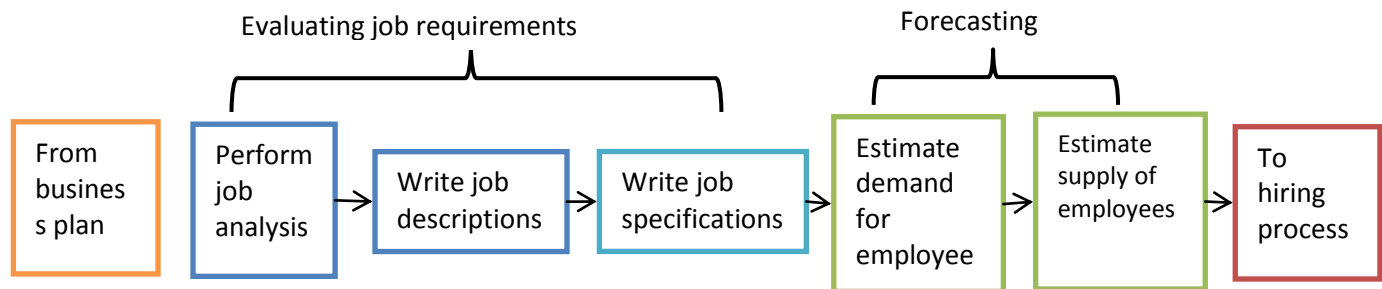 Evaluating job requirements
Forecasting
From
busines
s plan
Perform
job
analysis
Write job
descriptions
Write job
specifications
Estimate
demand
for
employee
Estimate
supply of
employees
To
hiring
process